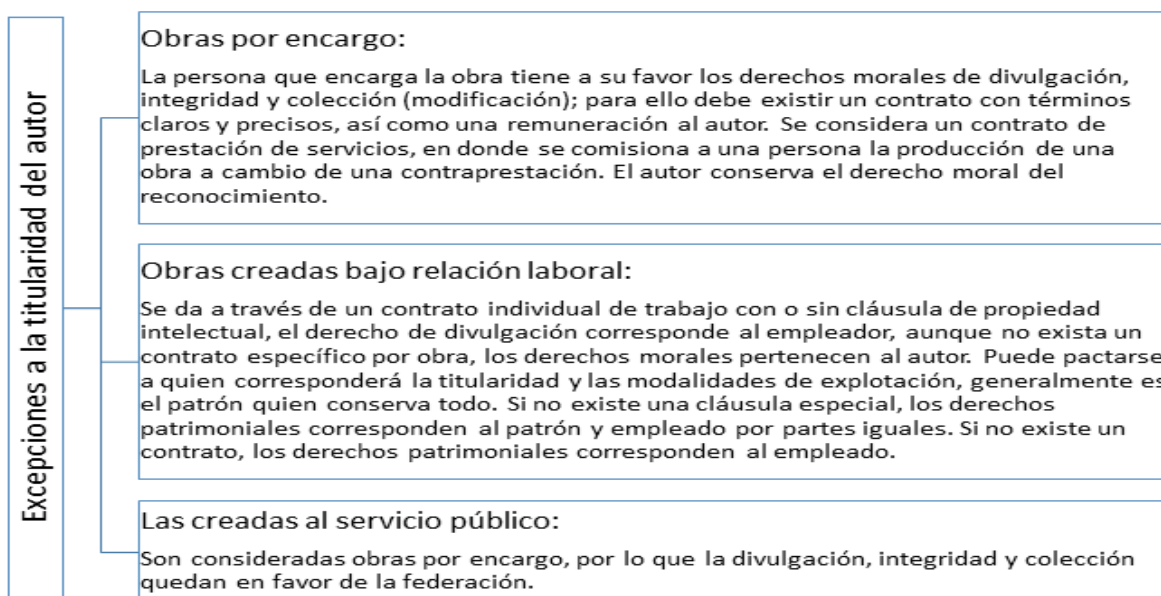 Excepciones a la titularidad del autor
Obras por encargo:
La persona que encarga la obra tiene a su favor los derechos morales de divulgación,
integridad y colección (modificación); para ello debe existir un contrato con términos
claros y precisos, así como una remuneración al autor. Se considera un contrato de
prestación de servicios, en donde se comisiona a una persona la producción de una
obra a cambio de una contraprestación. El autor conserva el derecho moral del
reconocimiento.
Obras creadas bajo relación laboral:
Se da a través de un contrato individual de trabajo con o sin cláusula de propiedad
intelectual, el derecho de divulgación corresponde al empleador, aunque no exista un
contrato específico por obra, los derechos morales pertenecen al autor. Puede pactarse
a quien corresponderá la titularidad y las modalidades de explotación, generalmente es
el patrón quien conserva todo. Si no existe una cláusula especial, los derechos
patrimoniales corresponden al patrón y empleado por partes iguales. Si no existe un
contrato, los derechos patrimoniales corresponden al empleado.
Las creadas al servicio público:
Son consideradas obras por encargo, por lo que la divulgación, integridad y colección
quedan en favor de la federación.